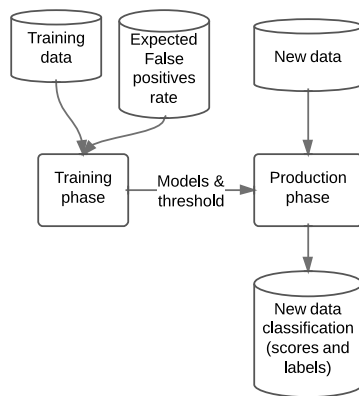 Training
data
Expected
False
positives
rate
New data
Training
phase
Models &
threshold
Production
phase
New data
classification
(scores and
labels)